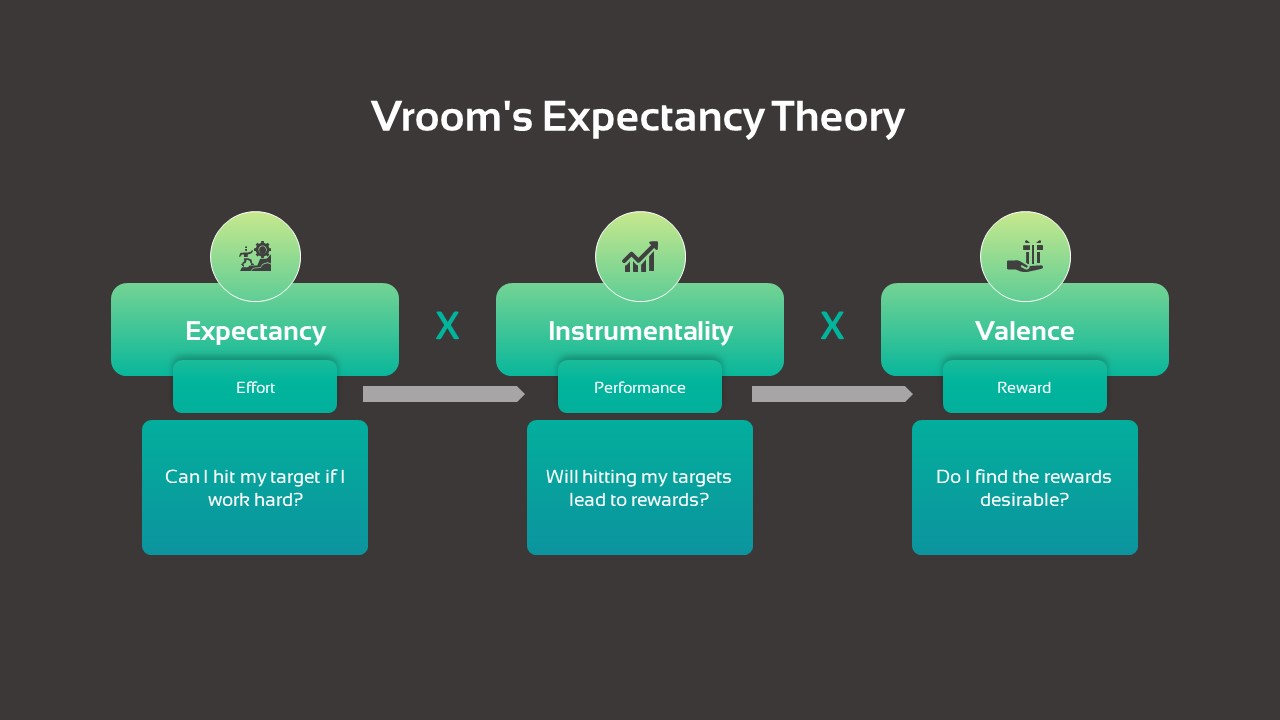 Vroom's Expectancy Theory
Expectancy
X
Instrumentality
X
Valence
Effort
Performance
Reward
Can I hit my target if I
work hard?
Will hitting my targets
lead to rewards?
Do I find the rewards
desirable?